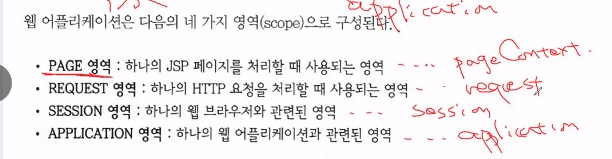 application
웹 어플리케이션은 다음의 네 가지 영역(scope)으로 구성된다.
• PAGE 영역 : 하나의 JSP 페이지를 처리할 때 사용되는 영역 ---- pageContext.
• REQUEST 영역 : 하나의 HTTP 요청을 처리할 때 사용되는 영역 -- request
• SESSION 영역 : 하나의 웹 브라우저와 관련된 영역 --- session
• APPLICATION 영역 : 하나의 웹 어플리케이션과 관련된 영역 --- application